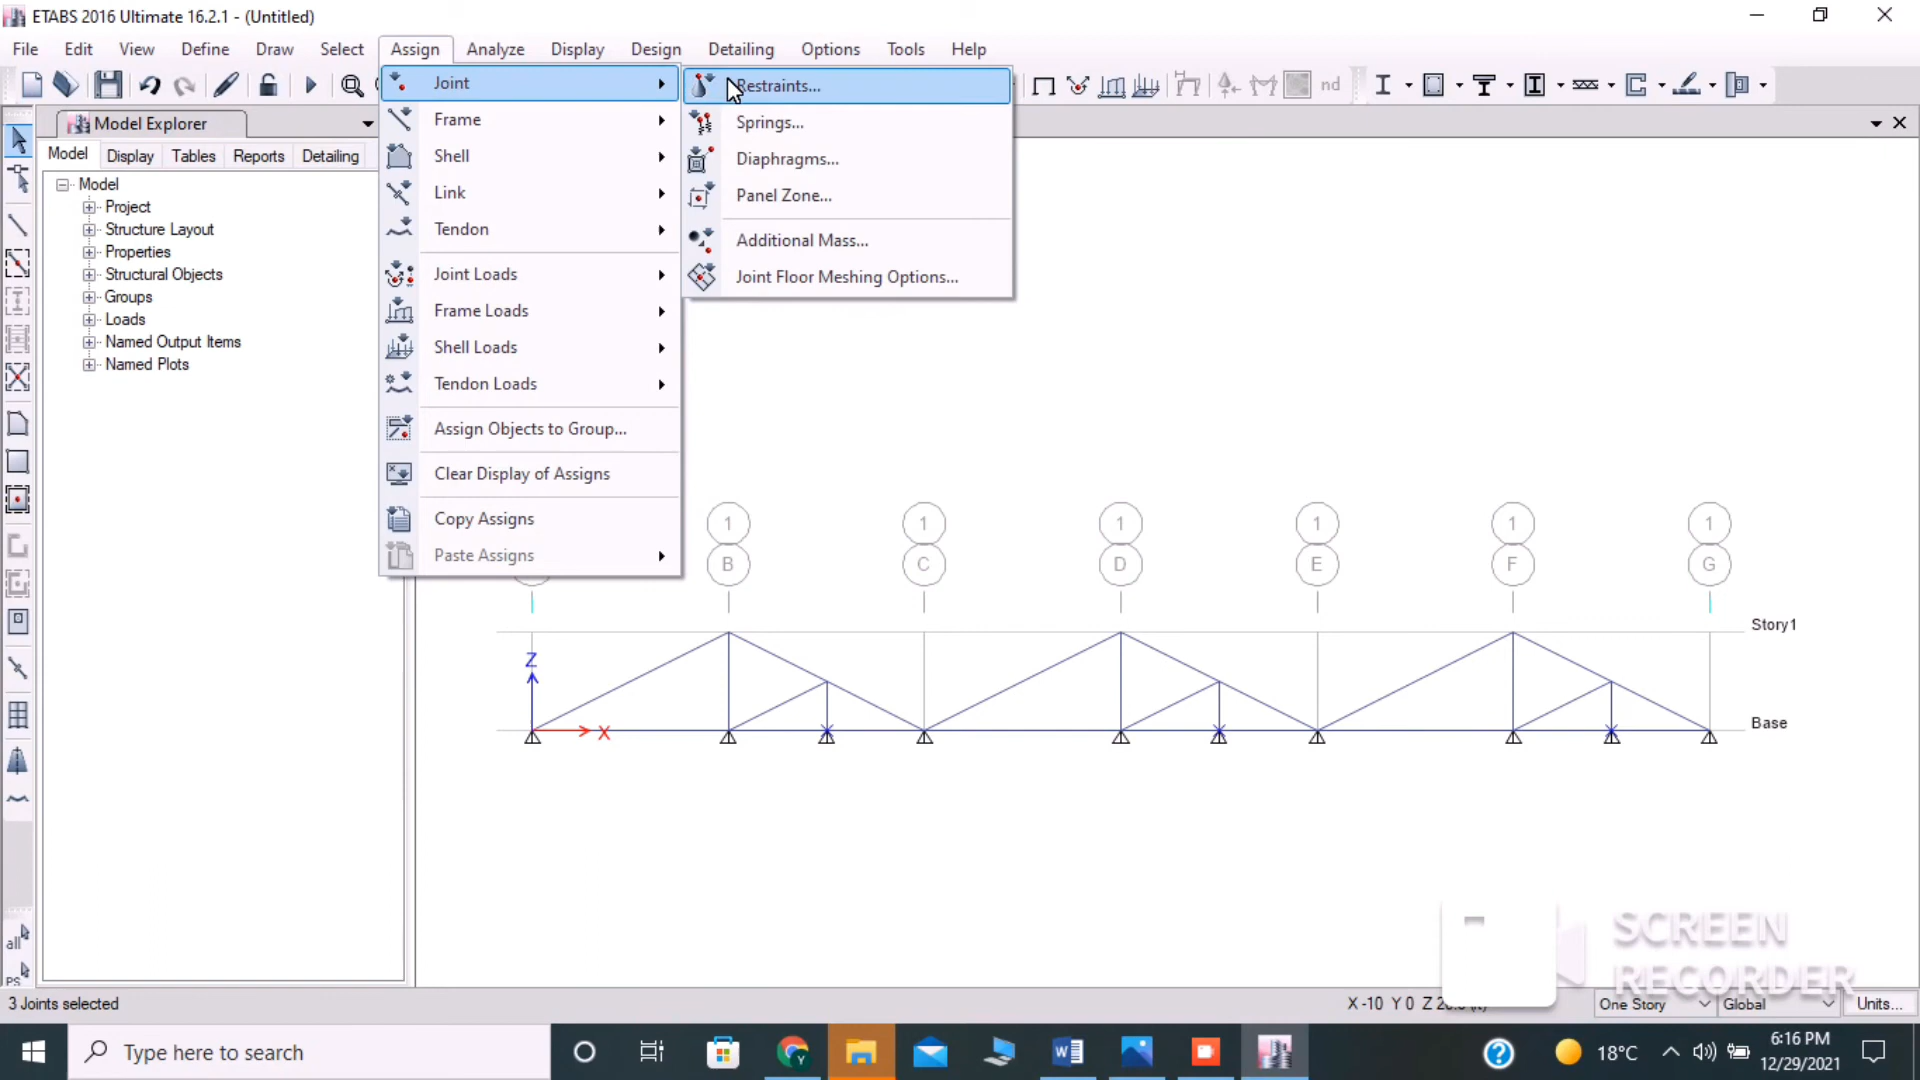 ETABS 2016 Ultimate 16.2.1 - (Untitled)
File Edit View Define Draw Select Assign Analyze Display Design Detailing Options Tools Help
nd
Model Explorer
Model Display Tables Reports Detailing
Model
Project
Structure Layout
Properties
Structural Objects
Groups
Loads
Named Output Items
Named Plots
Joint
Frame
Shell
Link
Tendon
Joint Loads
Frame Loads
Shell Loads
Tendon Loads
Assign Objects to Group...
Clear Display of Assigns
Copy Assigns
Paste Assigns
Restraints...
Springs...
Diaphragms...
Panel Zone...
Additional Mass...
Joint Floor Meshing Options...
1 1 1 1 1 1
B C D E F G
Story1
Z
X
Base
all
PS
SCREEN
RECORDER
3 Joints selected
X -10 Y 0 Z
One Story
Global
Units...
Type here to search
18°C
6:16 PM
12/29/2021